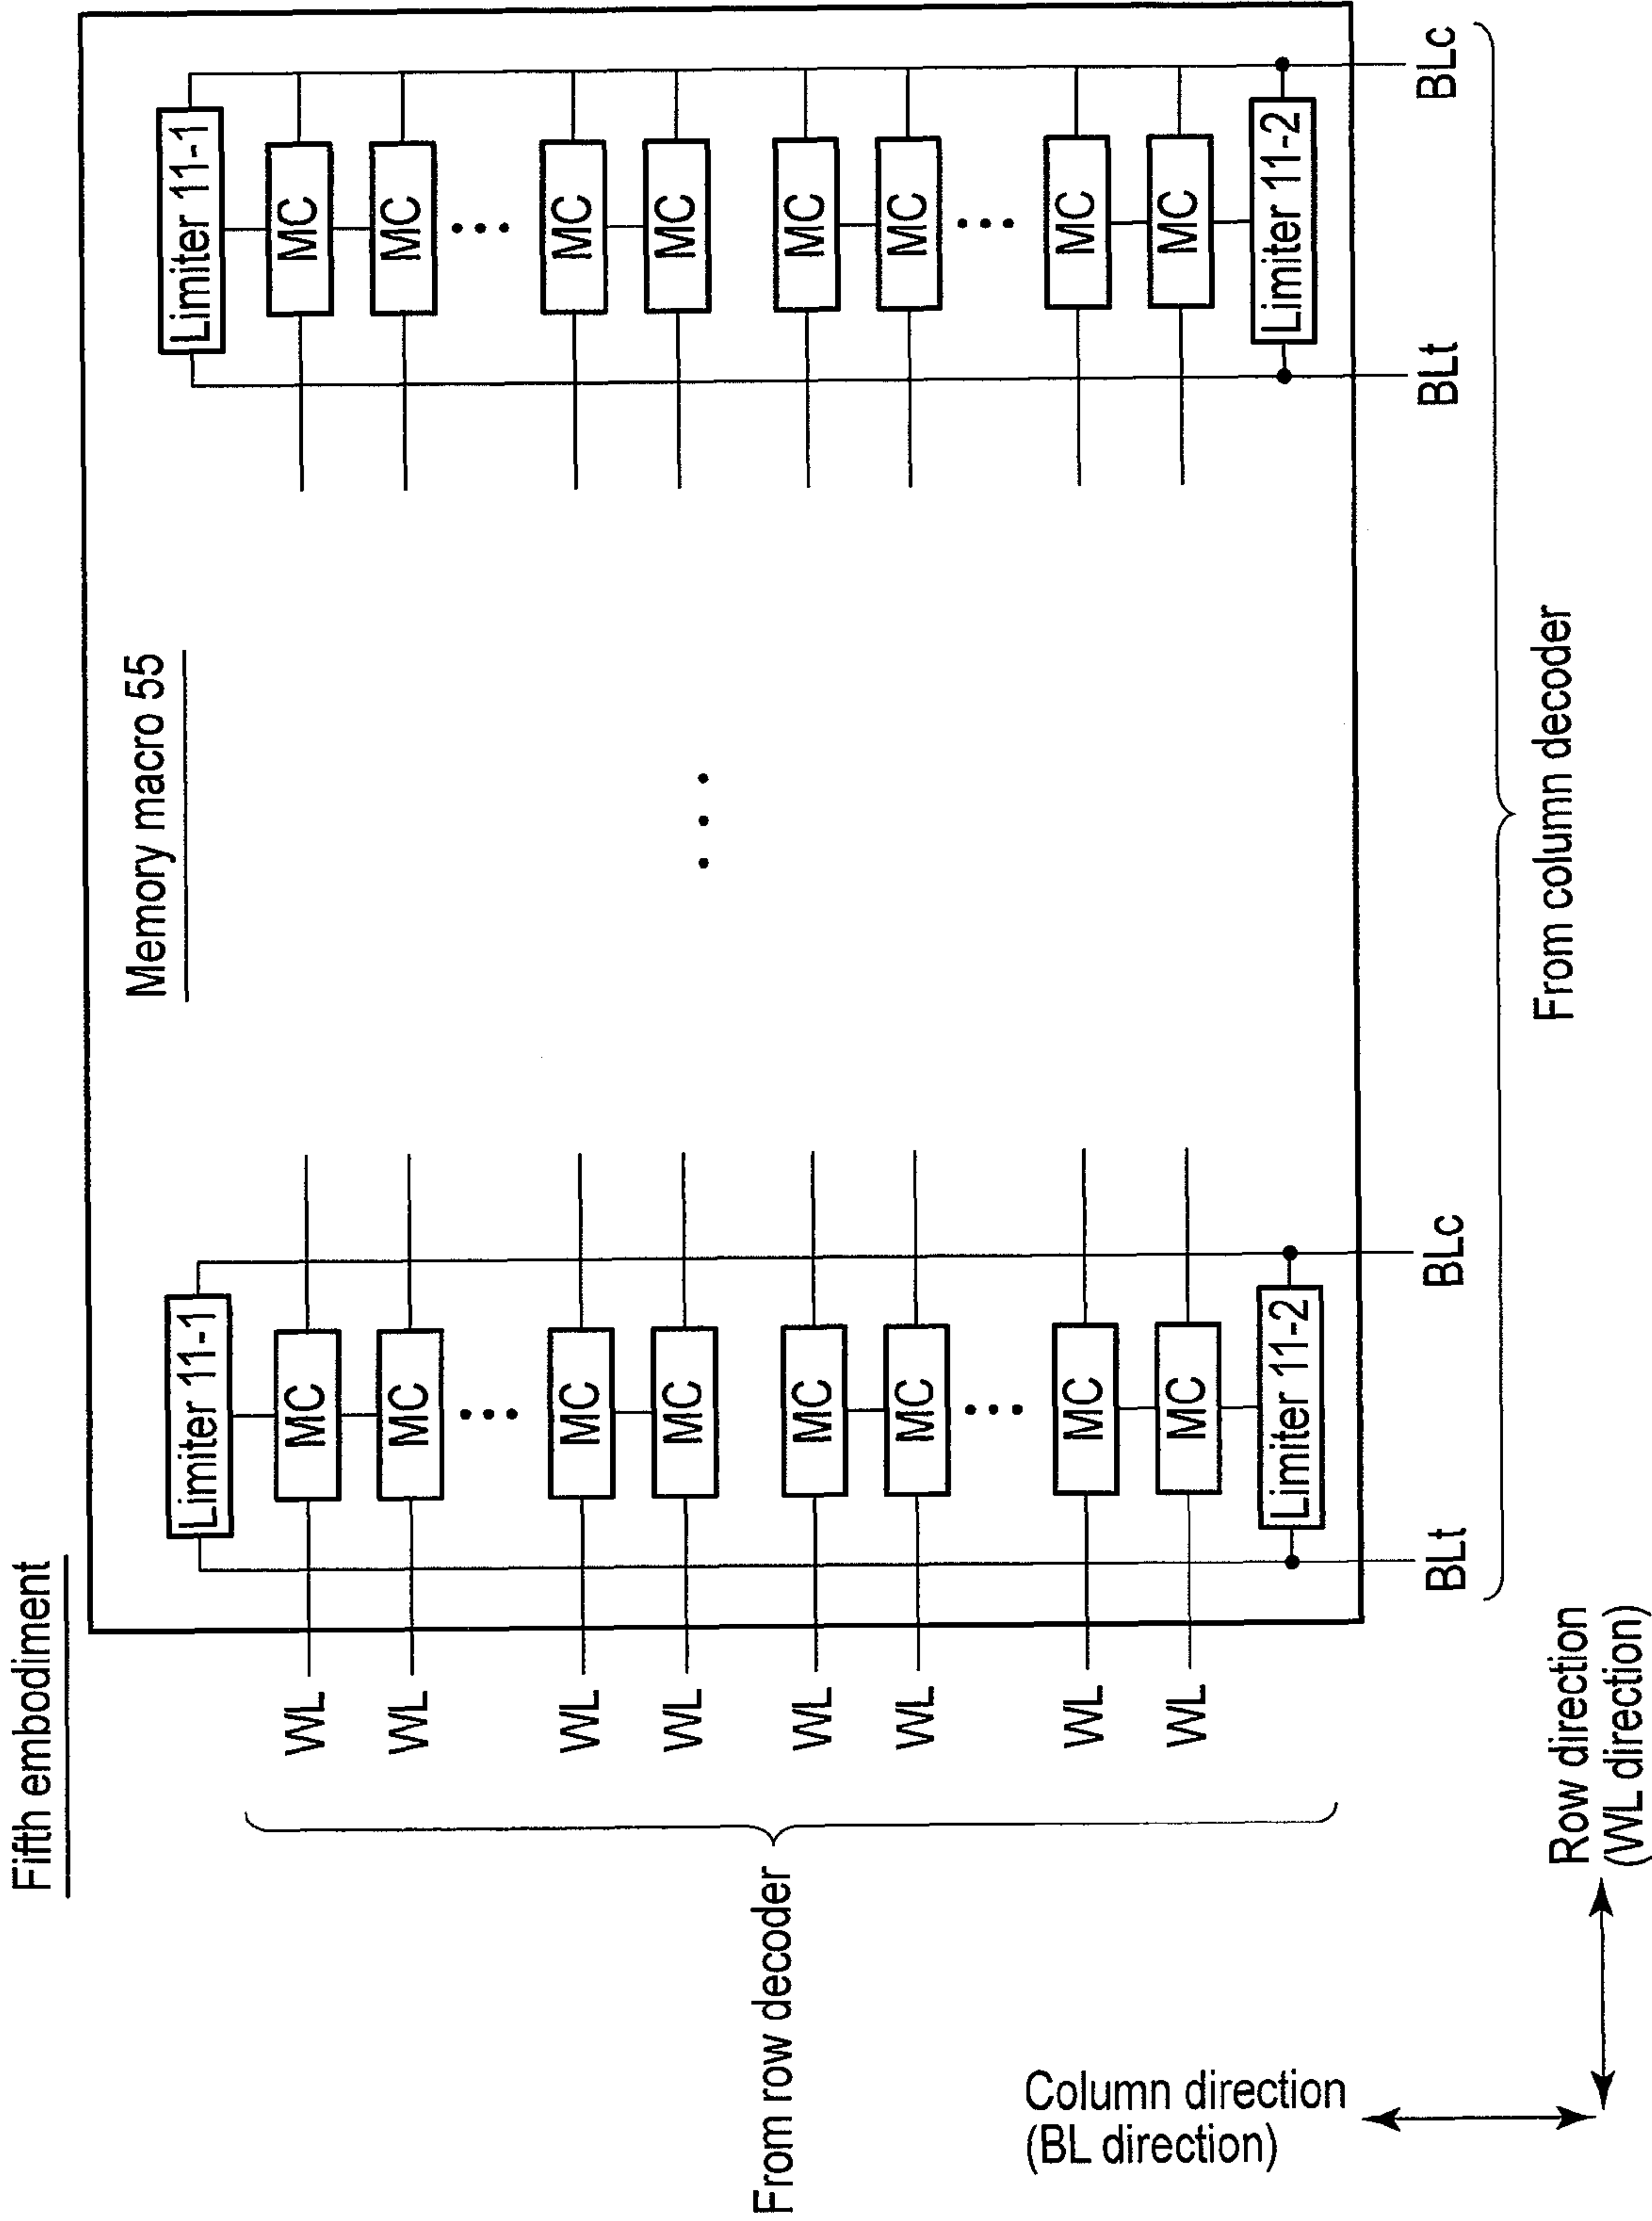 Fifth embodiment
Memory macro 55
Limiter 11-1
Limiter 11-1
WL
MC
MC
WL
MC
MC
WL
MC
MC
WL
MC
MC
WL
MC
MC
WL
MC
MC
WL
MC
MC
WL
MC
MC
Limiter 11-2
Limiter 11-2
BLt
BLc
BLt
BLc
From row decoder
From column decoder
Column direction
(BL direction)
Row direction
(WL direction)